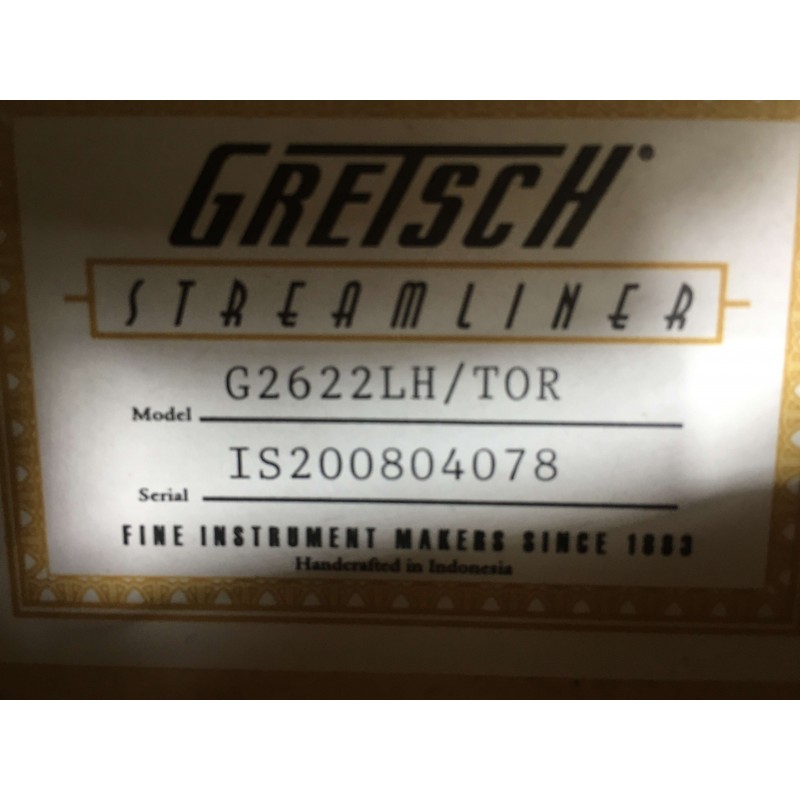 GRETSCH®
STREAMLINER
G2622LH/TOR
Model
IS200804078
Serial
FINE INSTRUMENT MAKERS SINCE 1883
Handcrafted in Indonesia